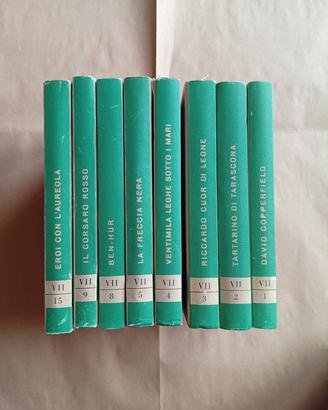 EROI CON L'AUREOLA
VII
15
IL CORSARO ROSSO
VII
9
BEN-HUR
VII
8
LA FRECCIA NERA
VII
5
VENTIMILA LEGHE SOTTO I MARI
VII
4
RICCARDO CUOR DI LEONE
VII
3
TARTARINO DI TARASCONA
VII
2
DAVID COPPERFIELD
VII
1